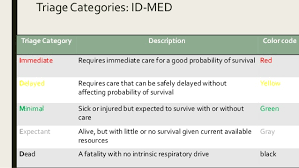 Triage Categories: ID-MED
Triage Category Description Color code
Immediate Requires immediate care for a good probability of survival Red
Delayed Requires care that can be safely delayed without Yellow
affecting probability of survival
Minimal Sick or injured but expected to survive with or without Green
care
Expectant Alive, but with little or no survival given current available Gray
resources
Dead A fatality with no intrinsic respiratory drive black